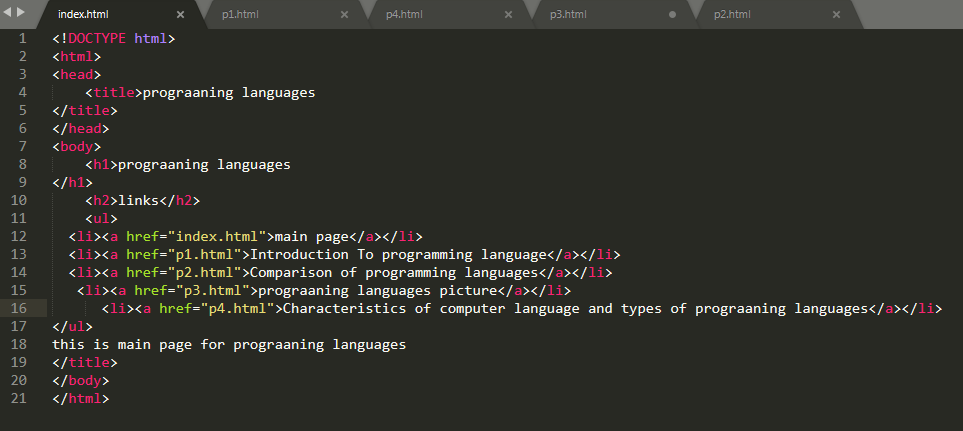 index.html × p1.html × p4.html × p3.html p2.html ×
1 <!DOCTYPE html>
2 <html>
3 <head>
4 <title>prograaning languages
5 </title>
6 </head>
7 <body>
8 <h1>prograaning languages
9 </h1>
10 <h2>links</h2>
11 <ul>
12 <li><a href="index.html">main page</a></li>
13 <li><a href="p1.html">Introduction To programming language</a></li>
14 <li><a href="p2.html">Comparison of programming languages</a></li>
15 <li><a href="p3.html">prograaning languages picture</a></li>
16 <li><a href="p4.html">Characteristics of computer language and types of prograaning languages</a></li>
17 </ul>
18 this is main page for prograaning languages
19 </title>
20 </body>
21 </html>